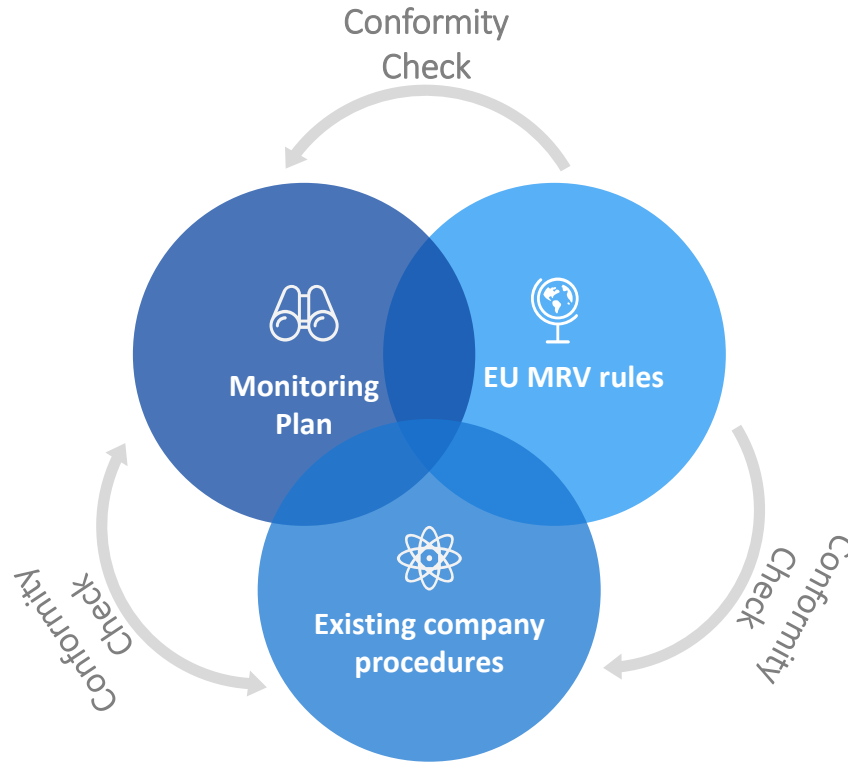 Conformity
Check
Monitoring
Plan
EU MRV rules
Existing company
procedures
Conformity
Check
Conformity
Check